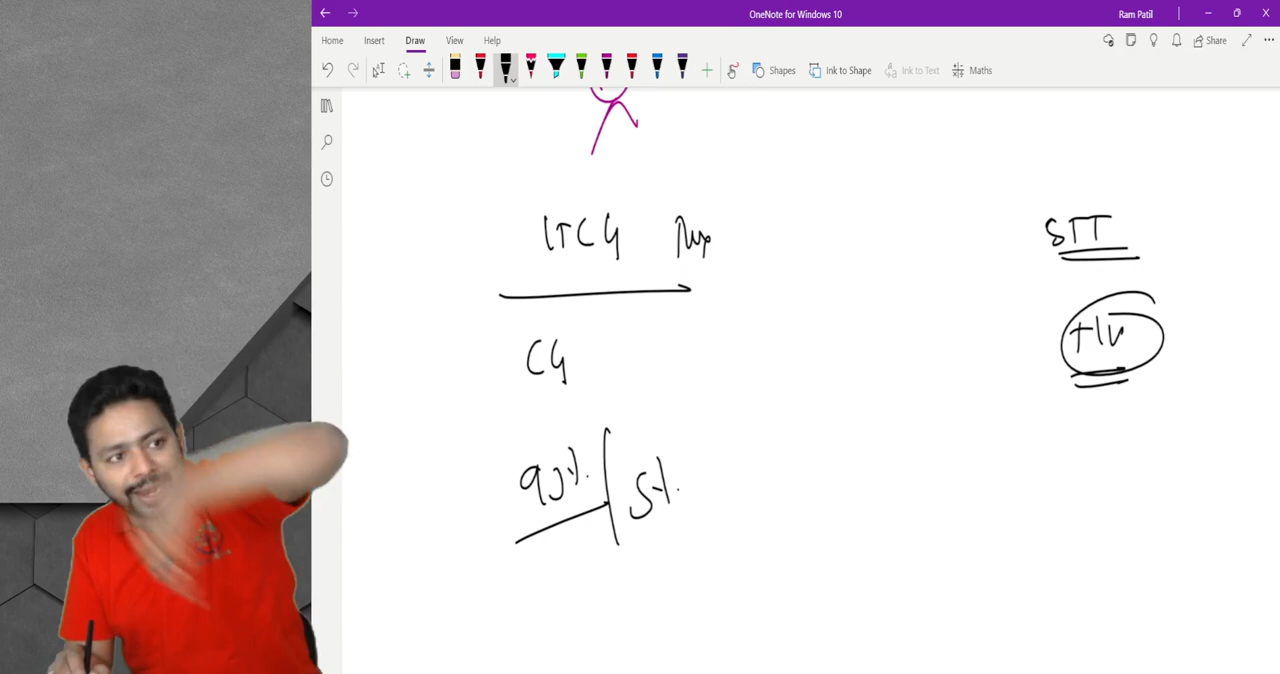 OneNote for Windows 10
Ram Patil
Home Insert Draw View Help
Share
Shapes Ink to Shape Ink to Text Maths
LTCG STT
CG +1v
90%. 5%.